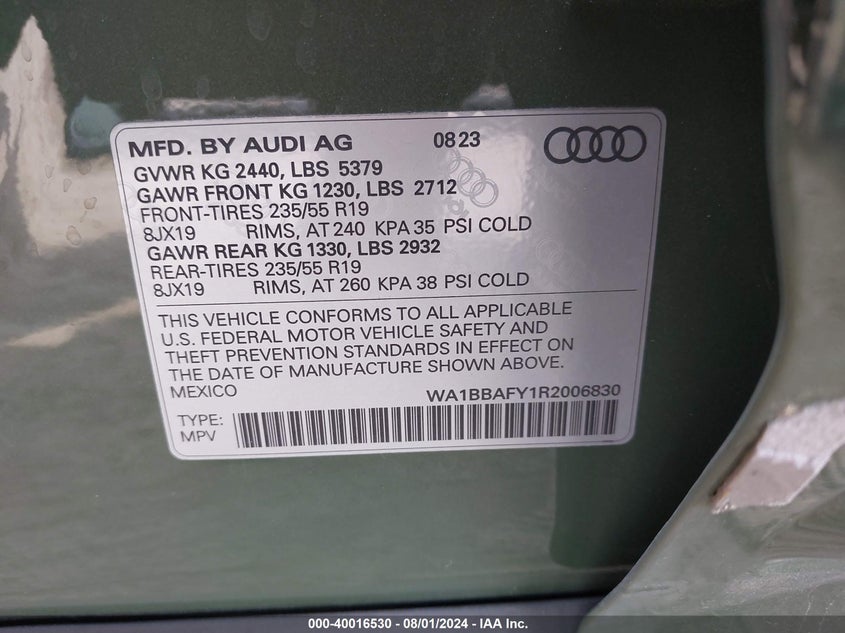 MFD. BY AUDI AG 08 23
GVWR KG 2440, LBS 5379
GAWR FRONT KG 1230, LBS 2712
FRONT-TIRES 235/55 R19
8JX19 RIMS, AT 240 KPA 35 PSI COLD
GAWR REAR KG 1330, LBS 2932
REAR-TIRES 235/55 R19
8JX19 RIMS, AT 260 KPA 38 PSI COLD
THIS VEHICLE CONFORMS TO ALL APPLICABLE
U.S. FEDERAL MOTOR VEHICLE SAFETY AND
THEFT PREVENTION STANDARDS IN EFFECT ON
THE DATE OF MANUFACTURE SHOWN ABOVE.
MEXICO WA1BBAFY1R2006830
TYPE:
MPV
000-40016530 - 08/01/2024 - IAA Inc.